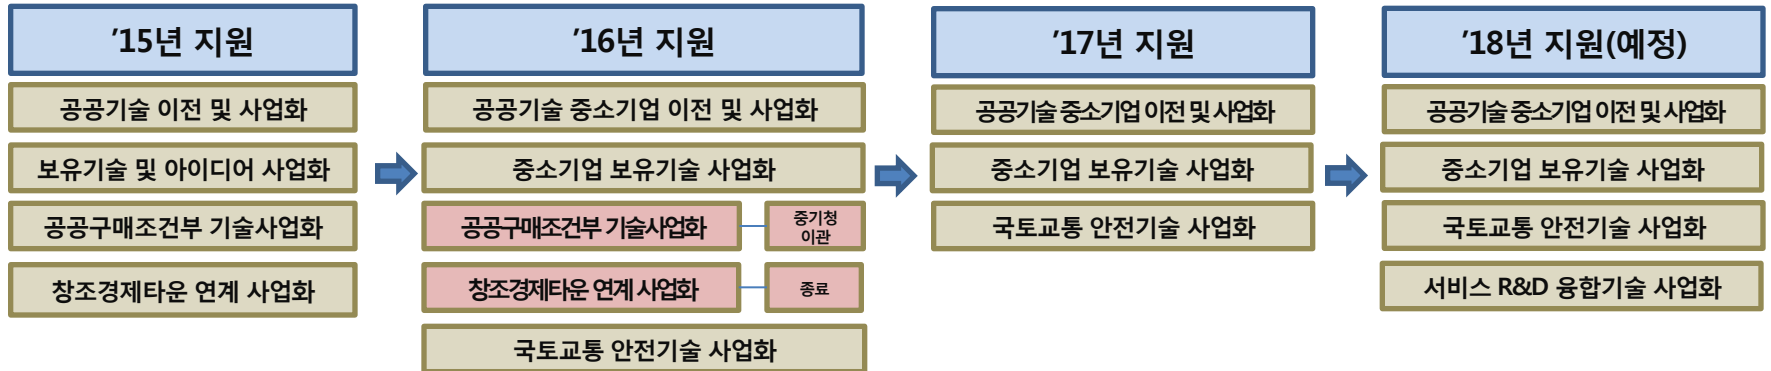 ’15년 지원
공공기술 이전 및 사업화
보유기술 및 아이디어 사업화
공공구매조건부 기술사업화
창조경제타운 연계 사업화
’16년 지원
공공기술 중소기업 이전 및 사업화
중소기업 보유기술 사업화
공공구매조건부 기술사업화
중기청
이관
창조경제타운 연계 사업화
종료
국토교통 안전기술 사업화
’17년 지원
공공기술 중소기업 이전 및 사업화
중소기업 보유기술 사업화
국토교통 안전기술 사업화
’18년 지원(예정)
공공기술 중소기업 이전 및 사업화
중소기업 보유기술 사업화
국토교통 안전기술 사업화
서비스 R&D 융합기술 사업화